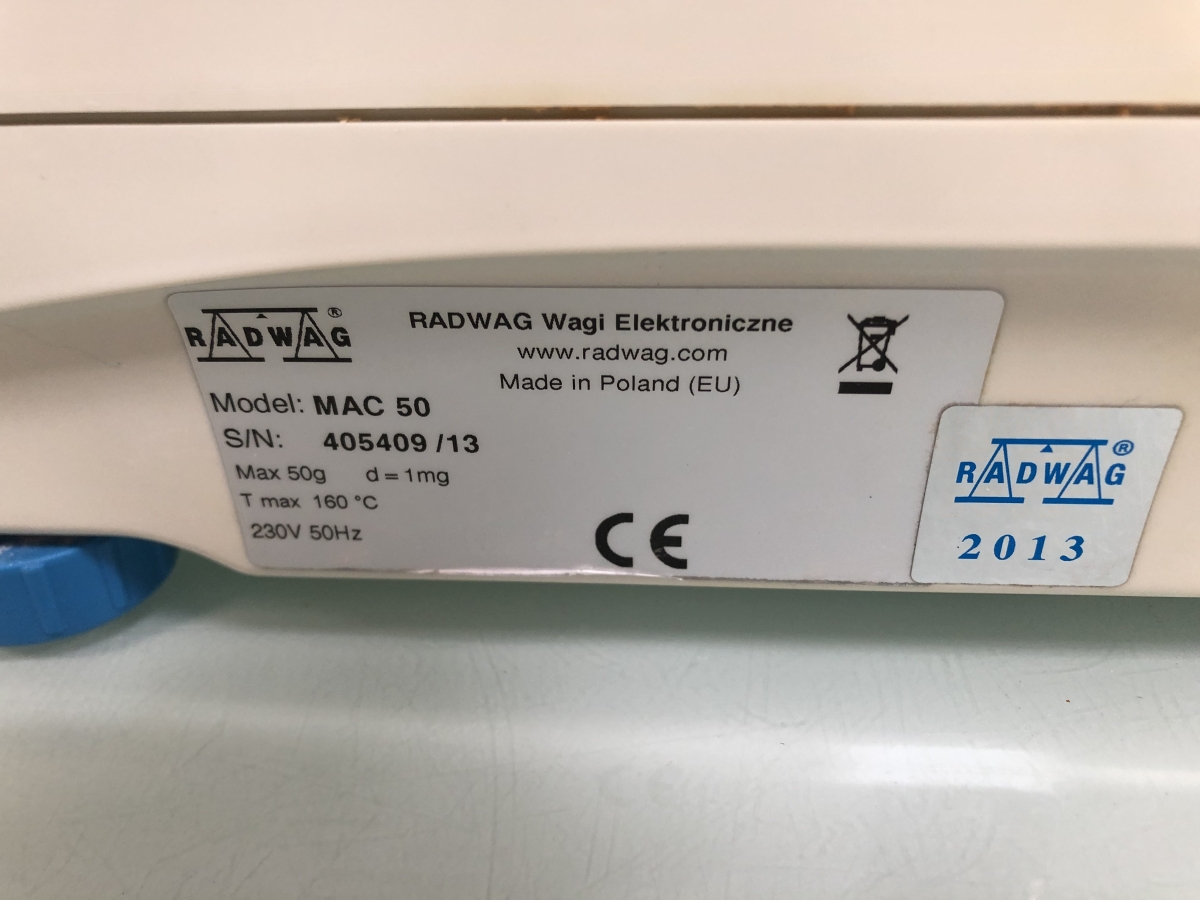 RADWAG®
RADWAG Wagi Elektroniczne
www.radwag.com
Made in Poland (EU)
Model: MAC 50
S/N: 405409 /13
Max 50g d = 1mg
T max 160 °C
230V 50Hz
CE
RADWAG®
2013